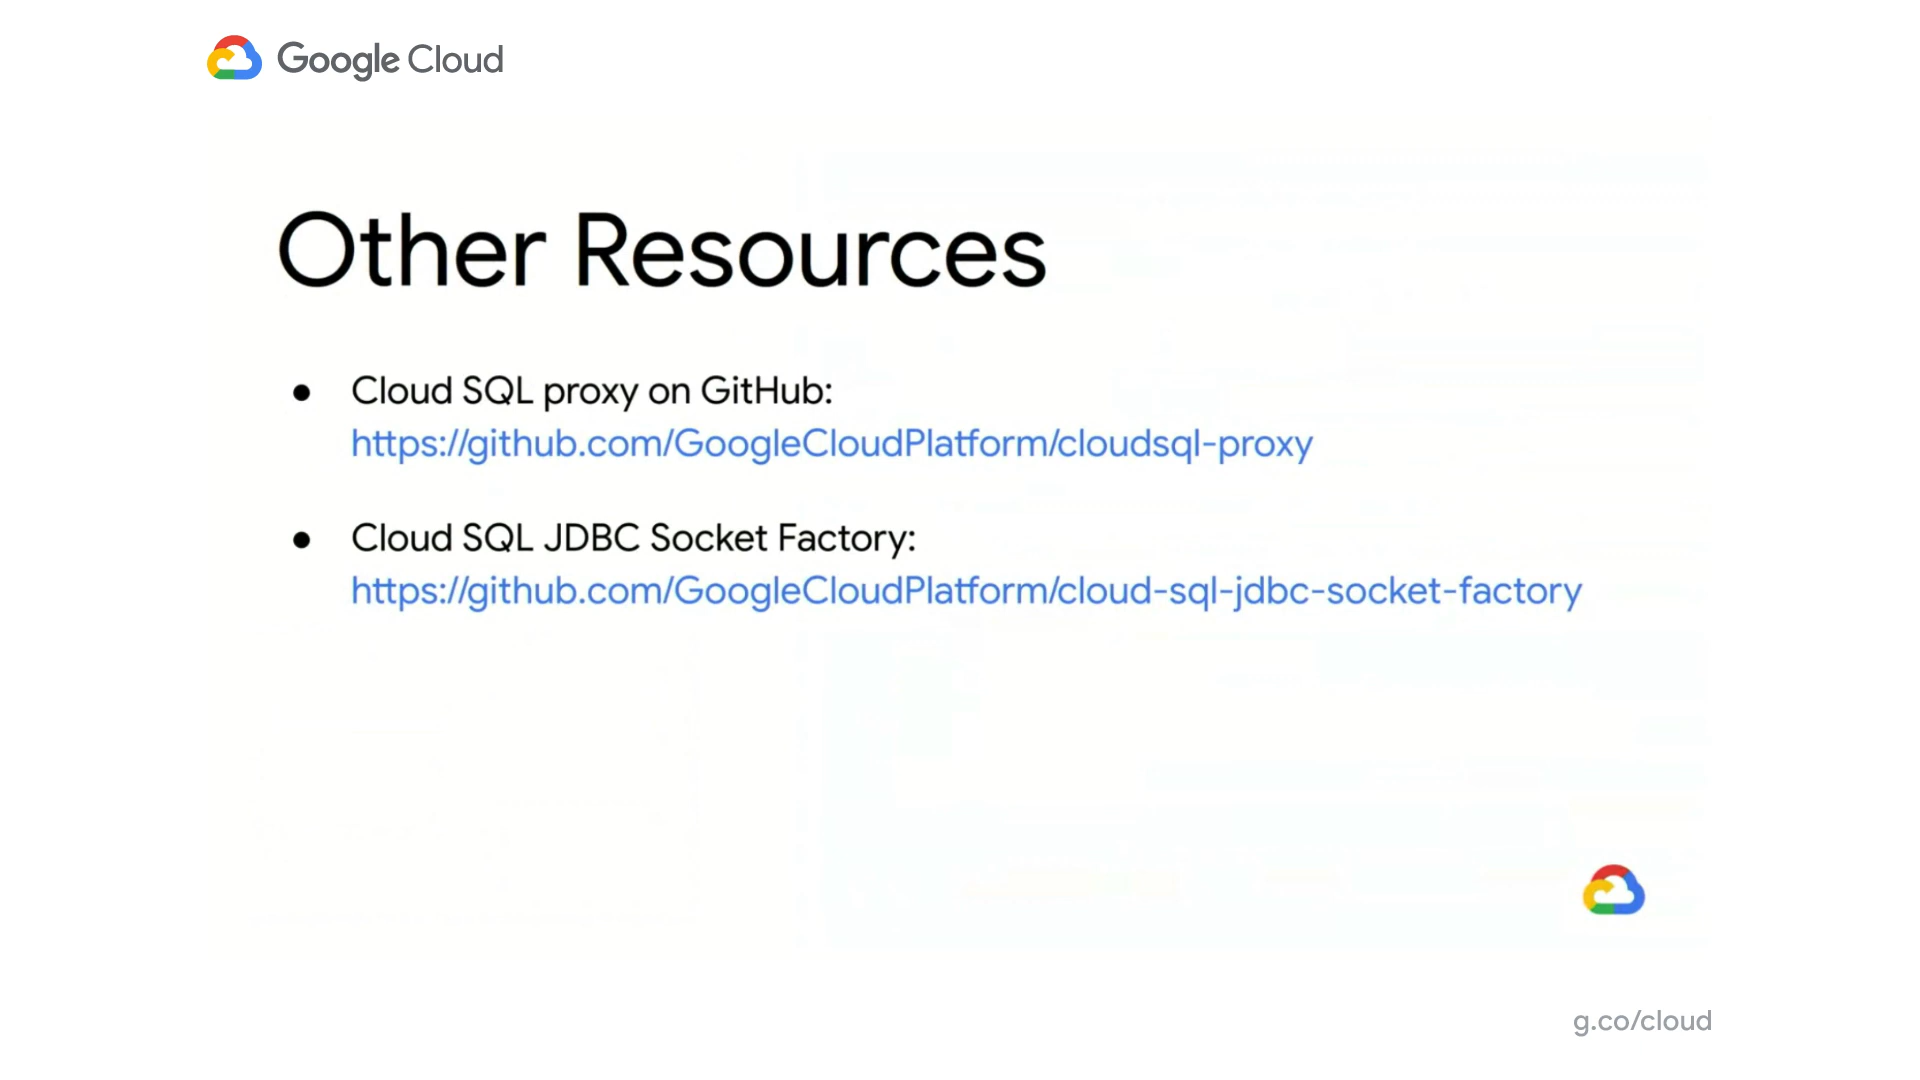 Google Cloud
Other Resources
● Cloud SQL proxy on GitHub:
https://github.com/GoogleCloudPlatform/cloudsql-proxy
● Cloud SQL JDBC Socket Factory:
https://github.com/GoogleCloudPlatform/cloud-sql-jdbc-socket-factory
g.co/cloud